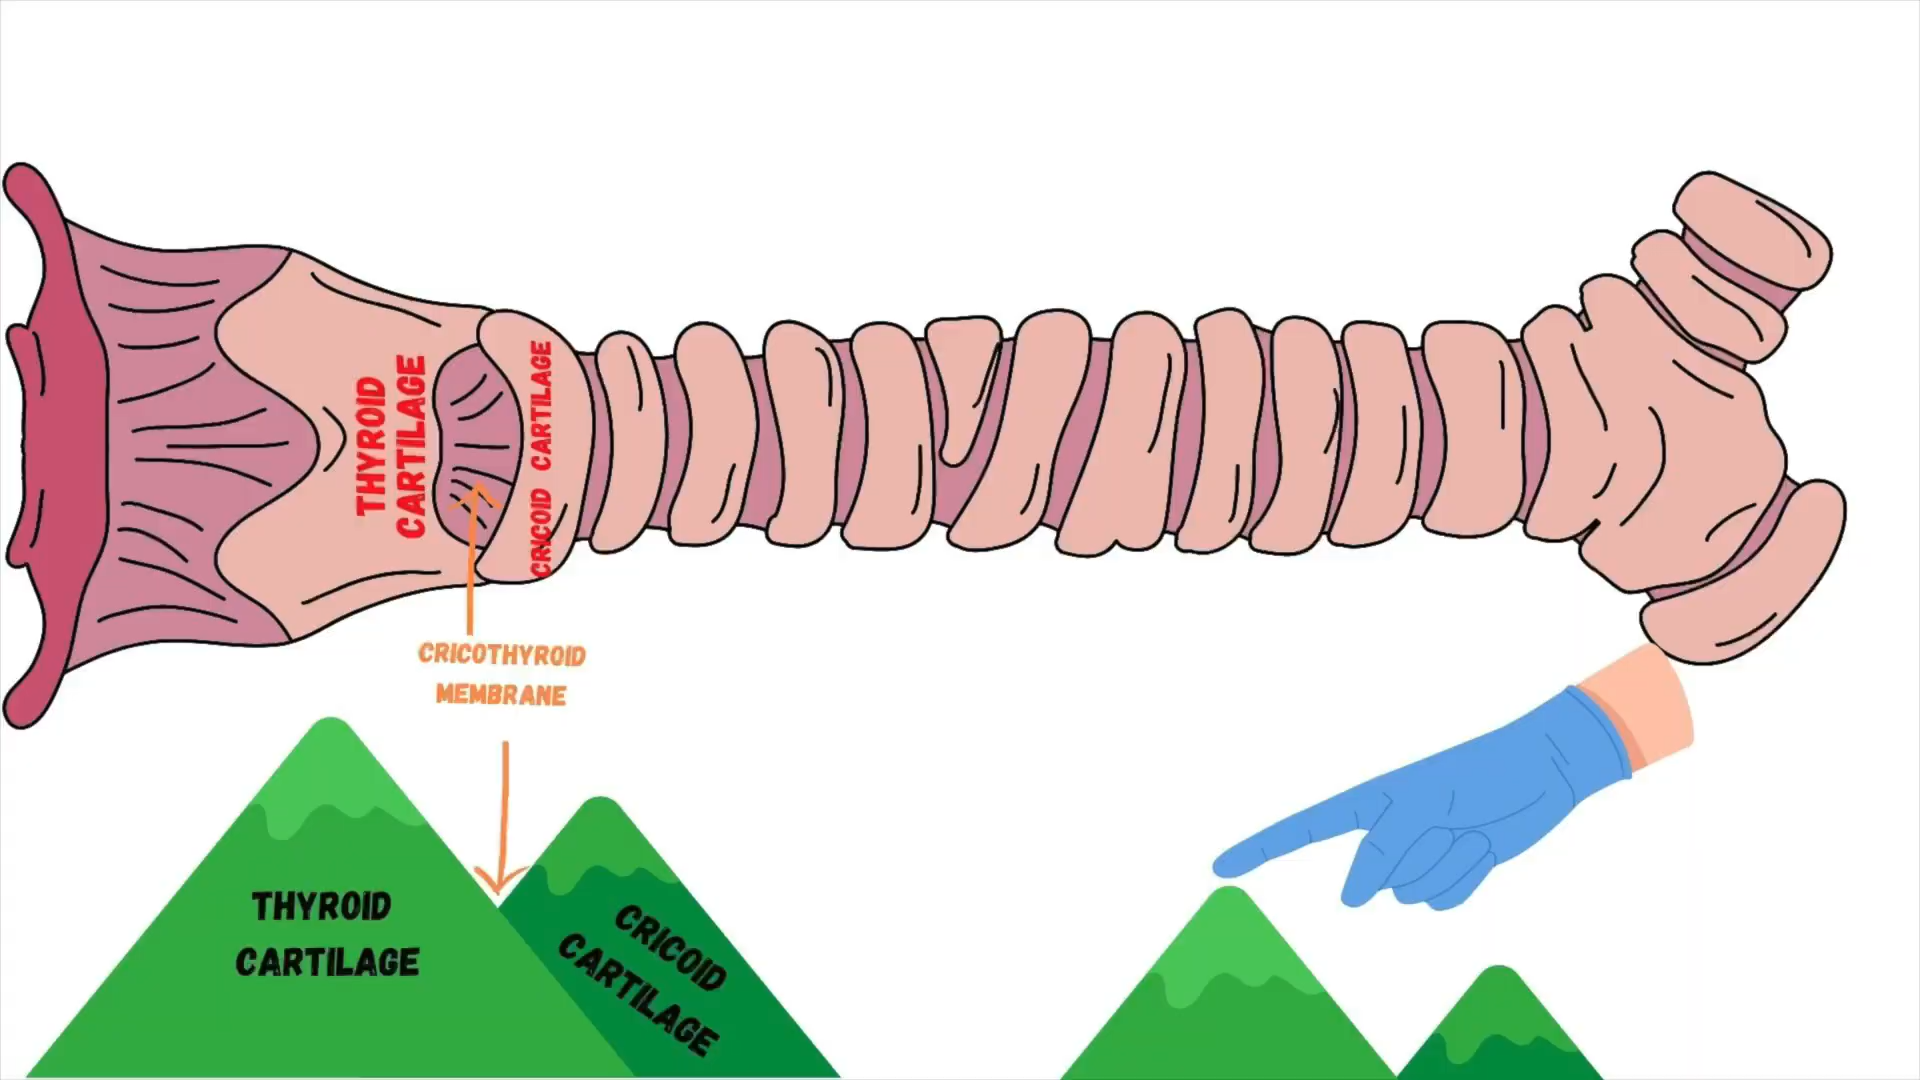 THYROID
CARTILAGE
CRICOID CARTILAGE
CRICOTHYROID
MEMBRANE
THYROID
CARTILAGE
CRICOID
CARTILAGE